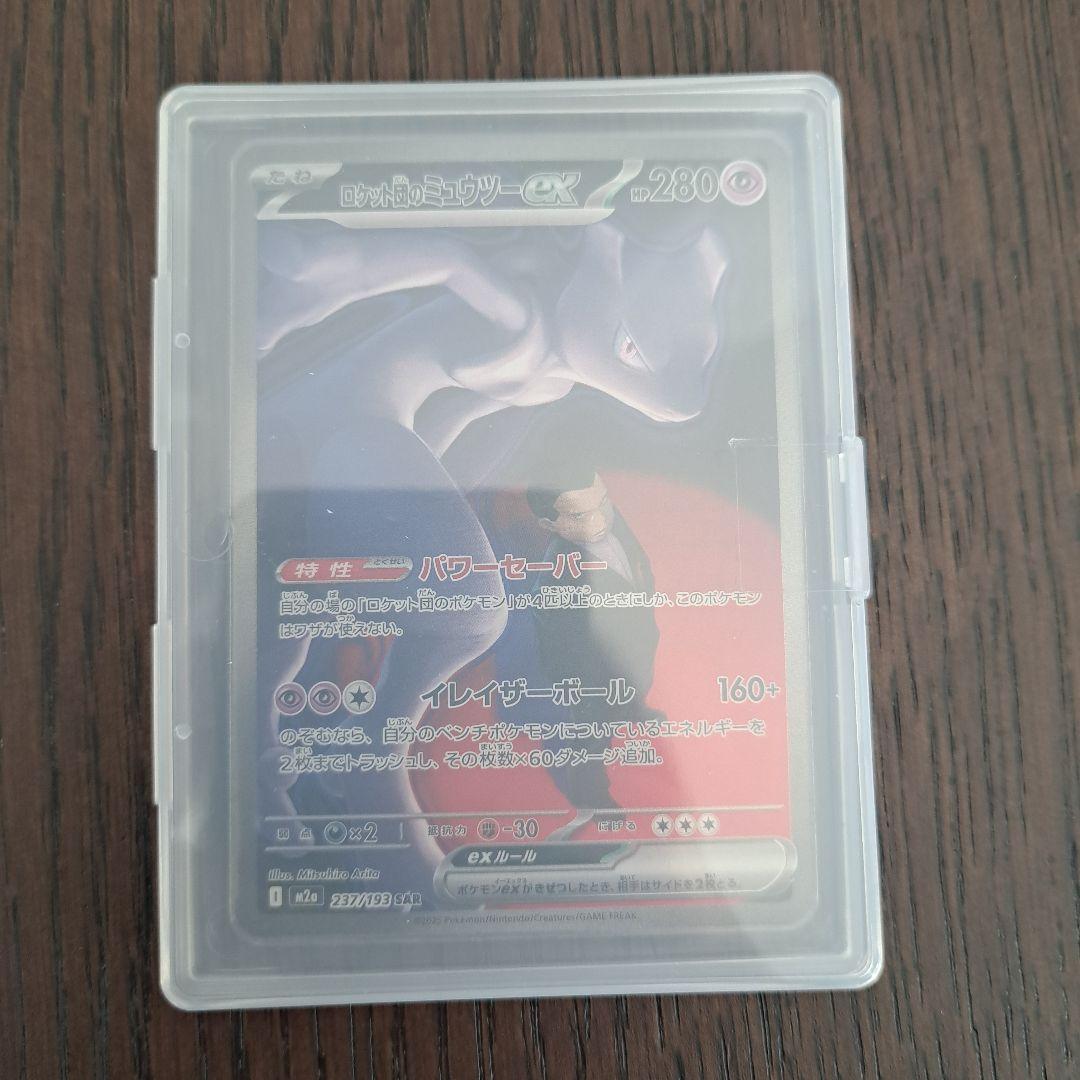 たね ロケット団のミュウツーex HP280
特性 とくせい パワーセーバー
自分の場の「ロケット団のポケモン」が4匹以上のときにしか、このポケモン
はワザが使えない。
イレイザーボール 160+
のぞむなら、自分のベンチポケモンについているエネルギーを
2枚までトラッシュし、その枚数×60ダメージ追加。
弱点 ×2 抵抗力 -30 にげる
exルール
ポケモンexがきぜつしたとき、相手はサイドを2枚とる。
Illus. Mitsuhiro Arita
I M2a 237/193 SAR
©2025 Pokémon/Nintendo/Creatures/GAME FREAK